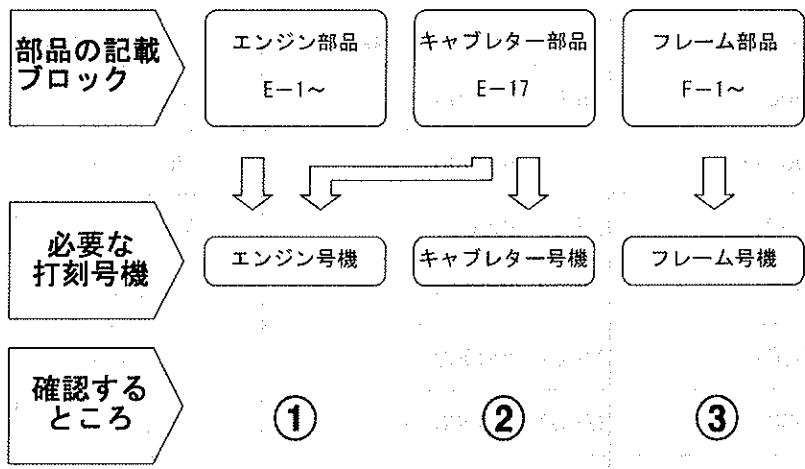 部品の記載
ブロック
エンジン部品
E－1～
キャブレター部品
E－17
フレーム部品
F－1～
必要な
打刻号機
エンジン号機
キャブレター号機
フレーム号機
確認する
ところ
①
②
③